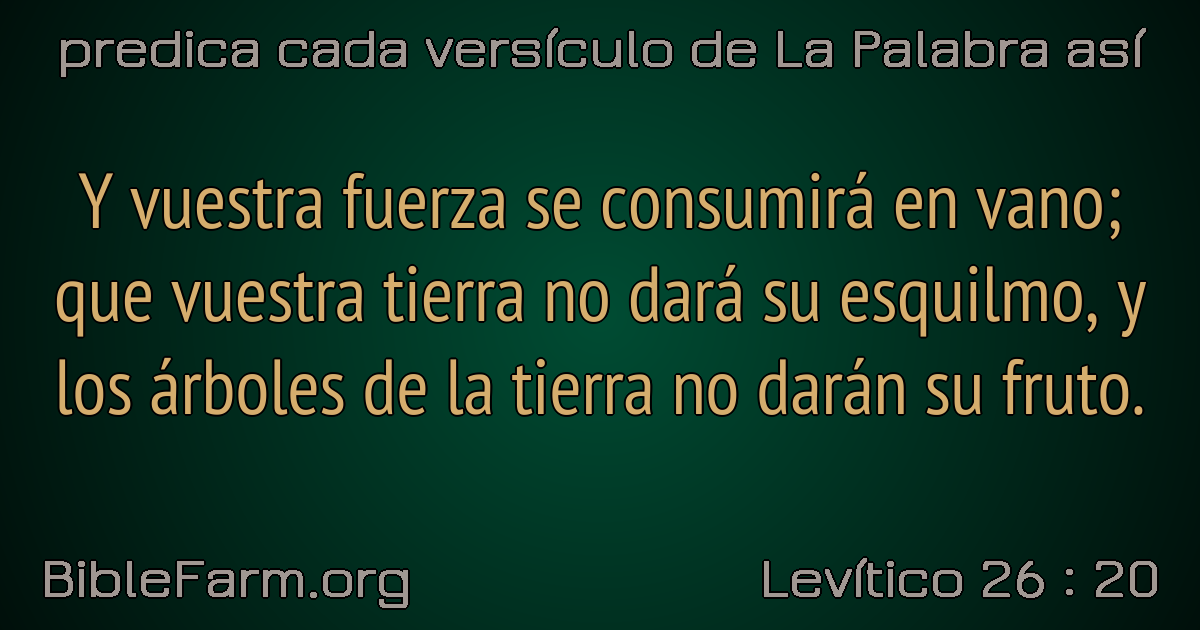 predica cada versículo de La Palabra así
Y vuestra fuerza se consumirá en vano;
que vuestra tierra no dará su esquilmo, y
los árboles de la tierra no darán su fruto.
BibleFarm.org
Levítico 26 : 20